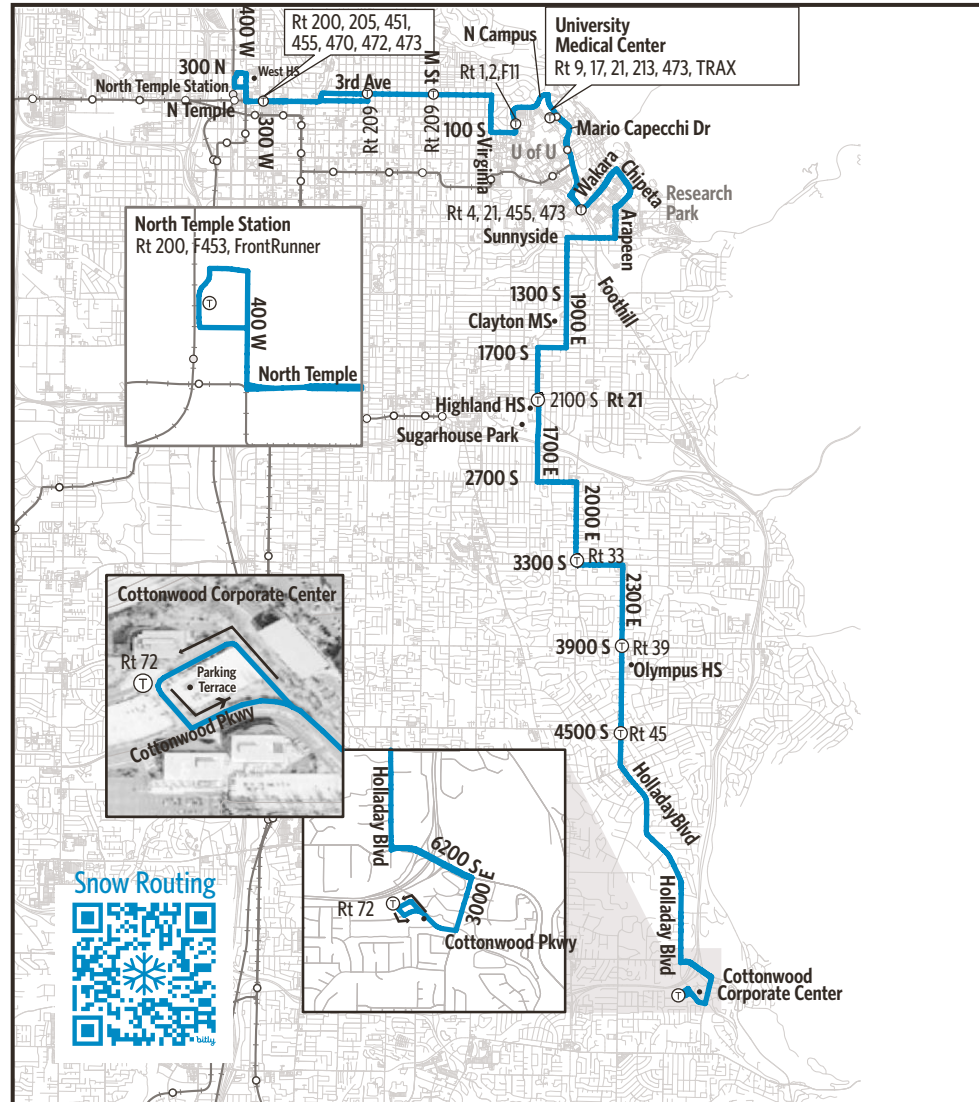 400 W
Rt 200, 205, 451,
455, 470, 472, 473
N Campus
University
Medical Center
Rt 9, 17, 21, 213, 473, TRAX
300 N
West HS
M St
Rt 1,2,F11
North Temple Station
3rd Ave
N Temple
300 W
Rt 209
Rt 209
100 S
Virginia
U of U
Mario Capecchi Dr
Wakara
Chipeta
Research
Park
Rt 4, 21, 455, 473
Sunnyside
Arapeen
North Temple Station
Rt 200, F453, FrontRunner
T
400 W
North Temple
1300 S
1900 E
Foothill
Clayton MS
1700 S
T 2100 S Rt 21
Highland HS
Sugarhouse Park
1700 E
2700 S
2000 E
3300 S T Rt 33
2300 E
3900 S T Rt 39
Olympus HS
4500 S T Rt 45
Holladay Blvd
Holladay Blvd
Cottonwood
Corporate Center
T
Cottonwood Corporate Center
Rt 72
T
Parking
Terrace
Cottonwood Pkwy
Holladay Blvd
6200 S
3000 E
Rt 72
T
Cottonwood Pkwy
Snow Routing
bitly